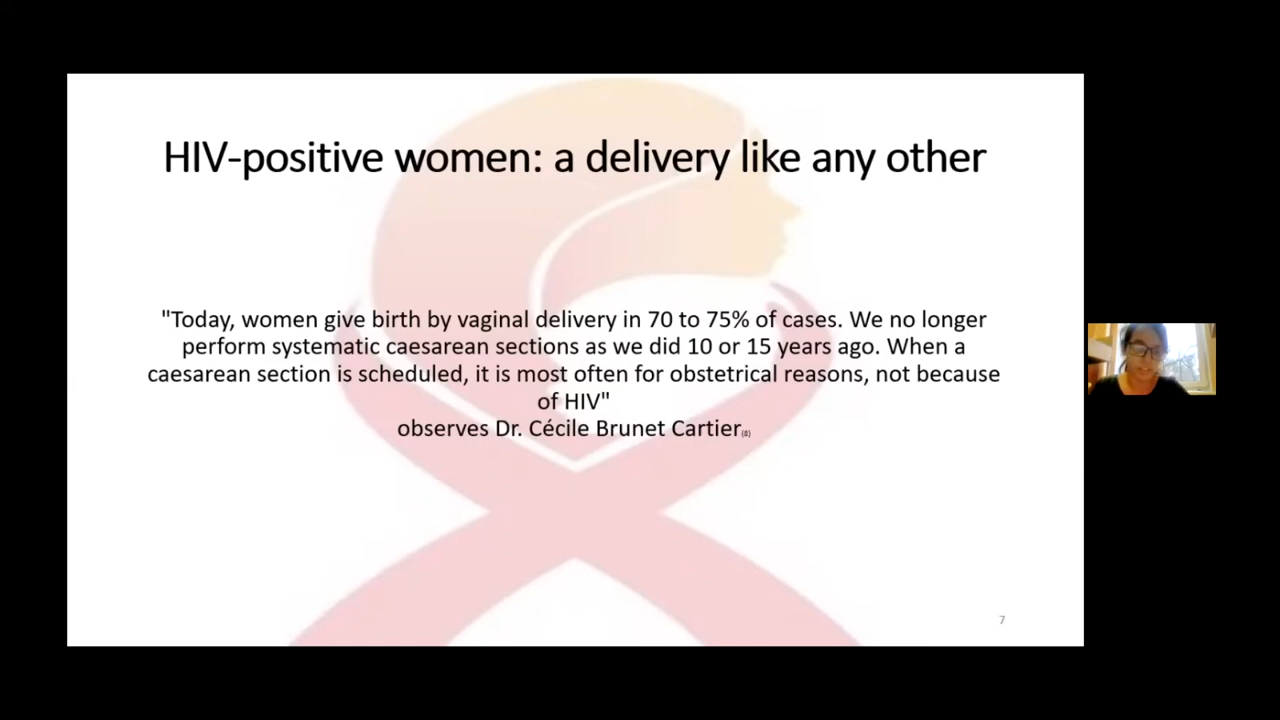 HIV-positive women: a delivery like any other
"Today, women give birth by vaginal delivery in 70 to 75% of cases. We no longer
perform systematic caesarean sections as we did 10 or 15 years ago. When a
caesarean section is scheduled, it is most often for obstetrical reasons, not because
of HIV"
observes Dr. Cécile Brunet Cartier(8)
7